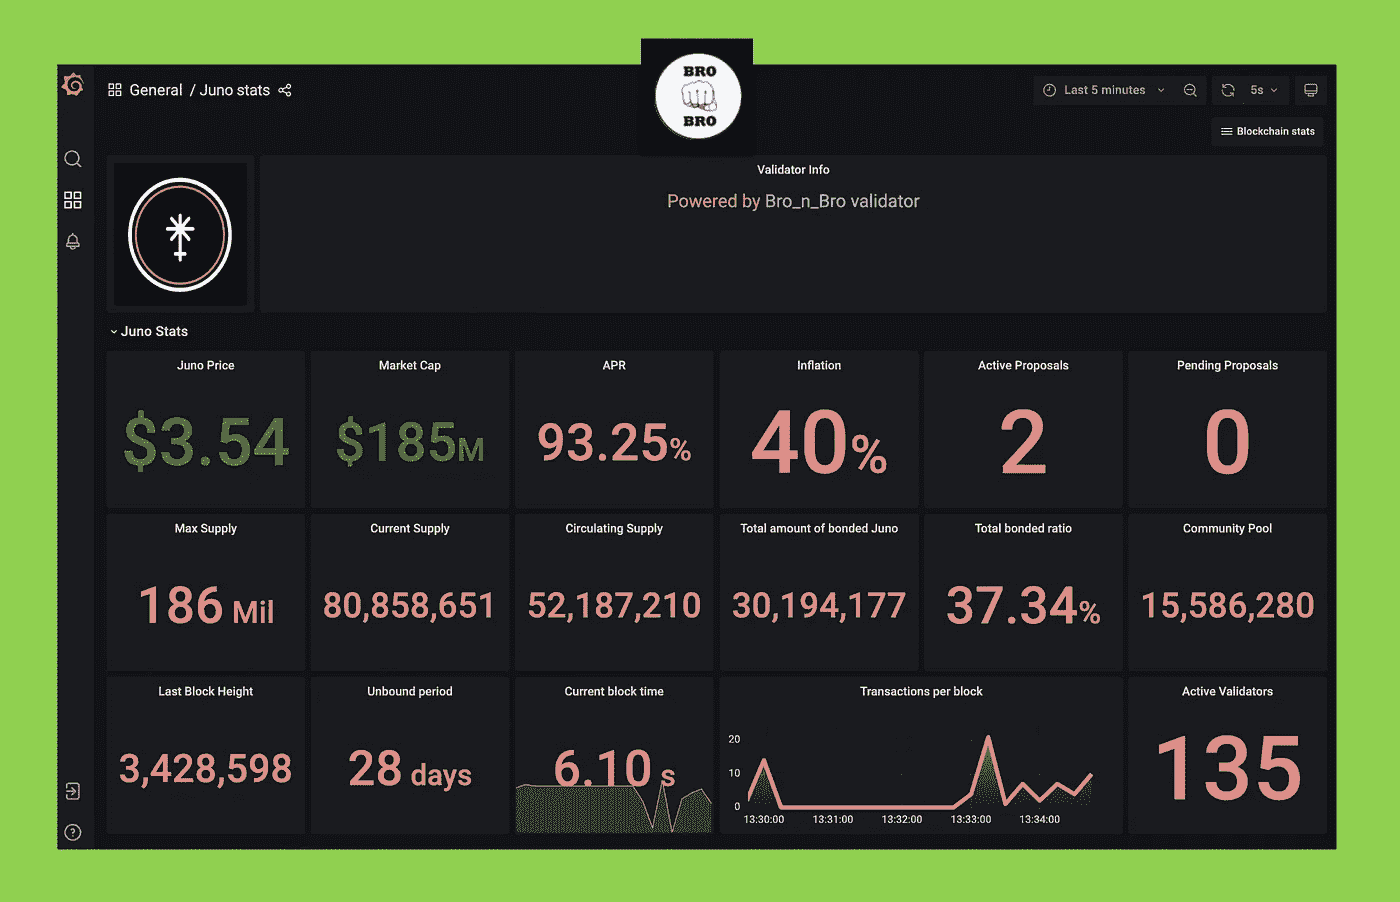 BRO
BRO
General / Juno stats
Last 5 minutes
5s
Blockchain stats
Validator Info
Powered by Bro_n_Bro validator
Juno Stats
Juno Price
Market Cap
APR
Inflation
Active Proposals
Pending Proposals
$3.54
$185M
93.25%
40%
2
0
Max Supply
Current Supply
Circulating Supply
Total amount of bonded Juno
Total bonded ratio
Community Pool
186 Mil
80,858,651
52,187,210
30,194,177
37.34%
15,586,280
Last Block Height
Unbound period
Current block time
Transactions per block
Active Validators
3,428,598
28 days
6.10 s
20
10
0
13:30:00
13:31:00
13:32:00
13:33:00
13:34:00
135